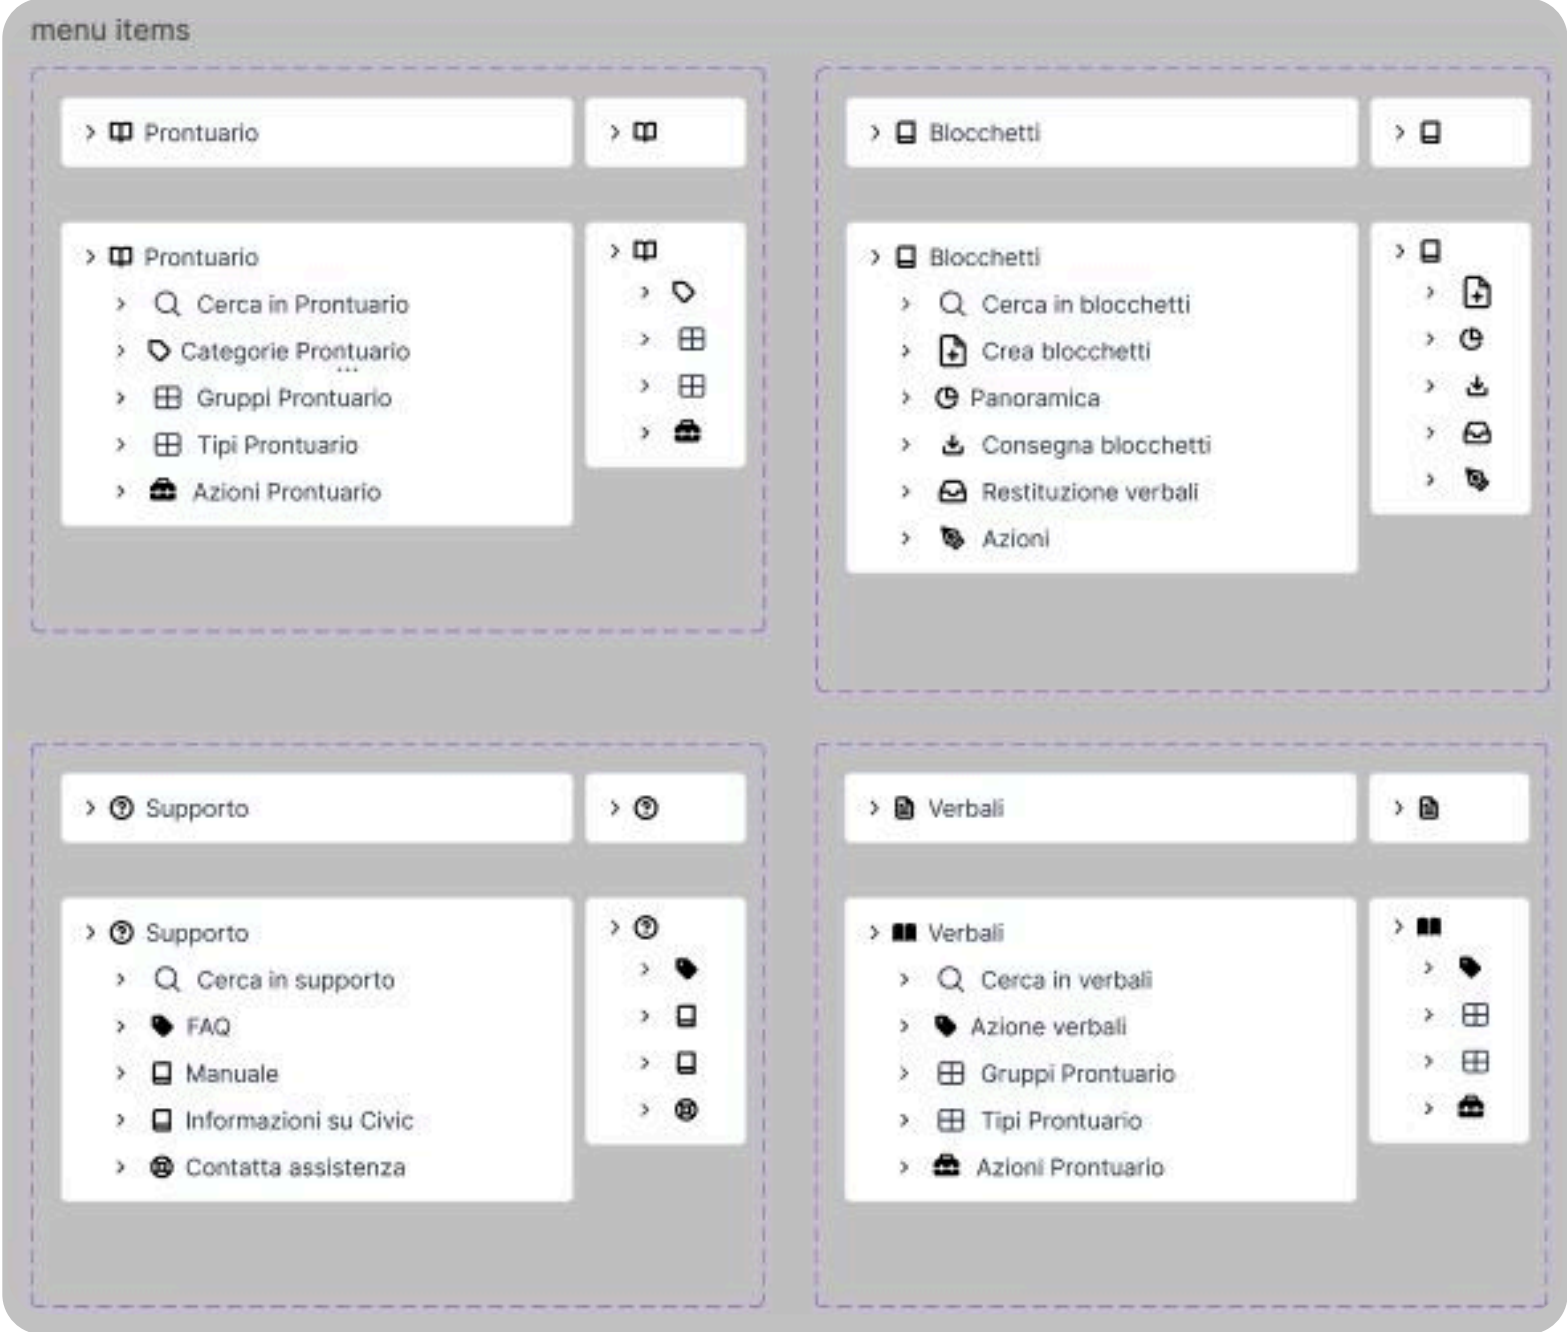 menu items
Prontuario
Prontuario
Cerca in Prontuario
Categorie Prontuario
...
Gruppi Prontuario
Tipi Prontuario
Azioni Prontuario
Blocchetti
Blocchetti
Cerca in blocchetti
Crea blocchetti
Panoramica
Consegna blocchetti
Restituzione verbali
Azioni
Supporto
Supporto
Cerca in supporto
FAQ
Manuale
Informazioni su Civic
Contatta assistenza
Verbali
Verbali
Cerca in verbali
Azione verbali
Gruppi Prontuario
Tipi Prontuario
Azioni Prontuario